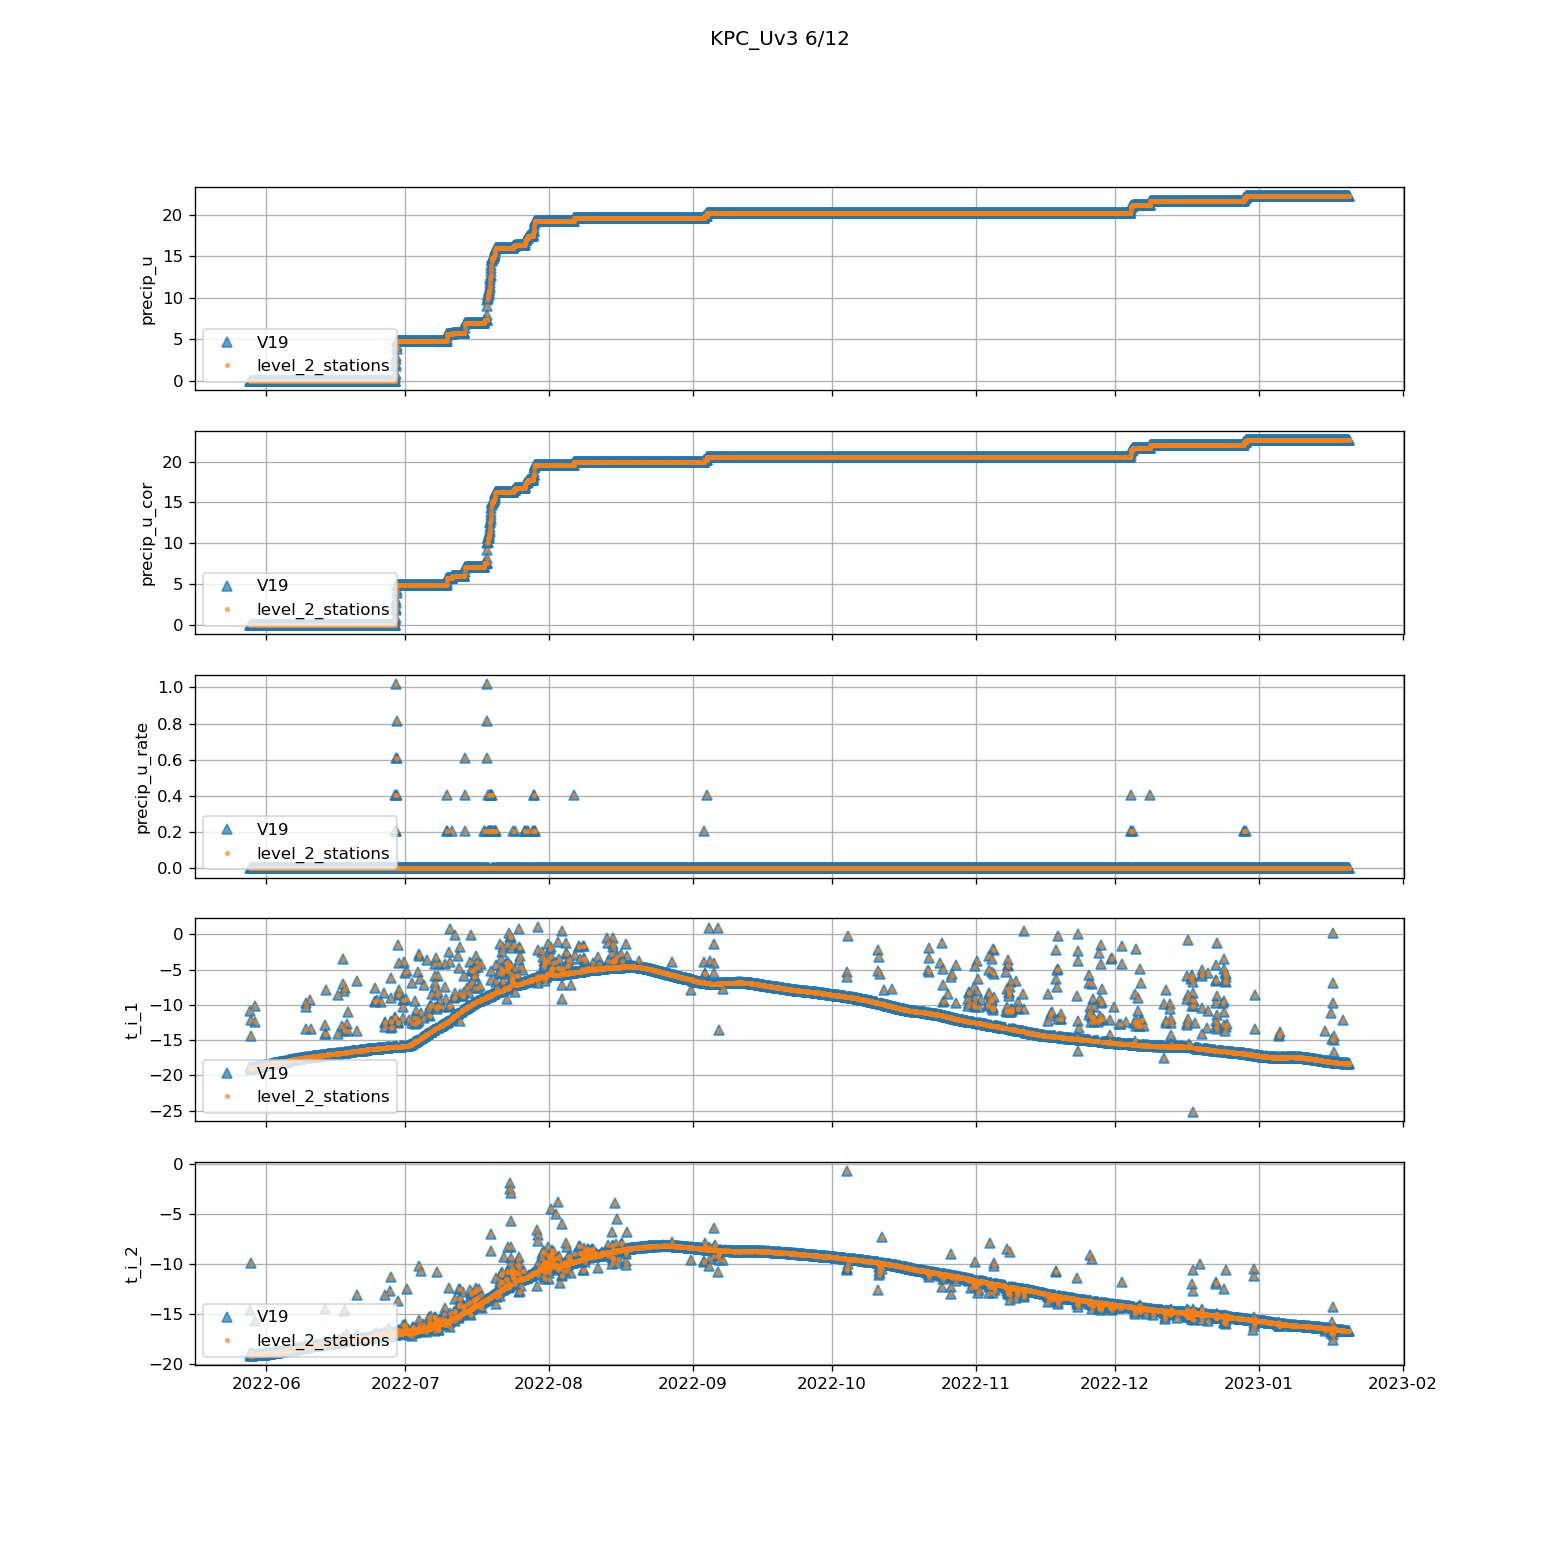 KPC_Uv3 6/12
precip_u
20
15
10
5
0
V19
level_2_stations
precip_u_cor
20
15
10
5
0
V19
level_2_stations
precip_u_rate
1.0
0.8
0.6
0.4
0.2
0.0
V19
level_2_stations
t_i_1
0
−5
−10
−15
−20
−25
V19
level_2_stations
t_i_2
0
−5
−10
−15
−20
V19
level_2_stations
2022-06 2022-07 2022-08 2022-09 2022-10 2022-11 2022-12 2023-01 2023-02